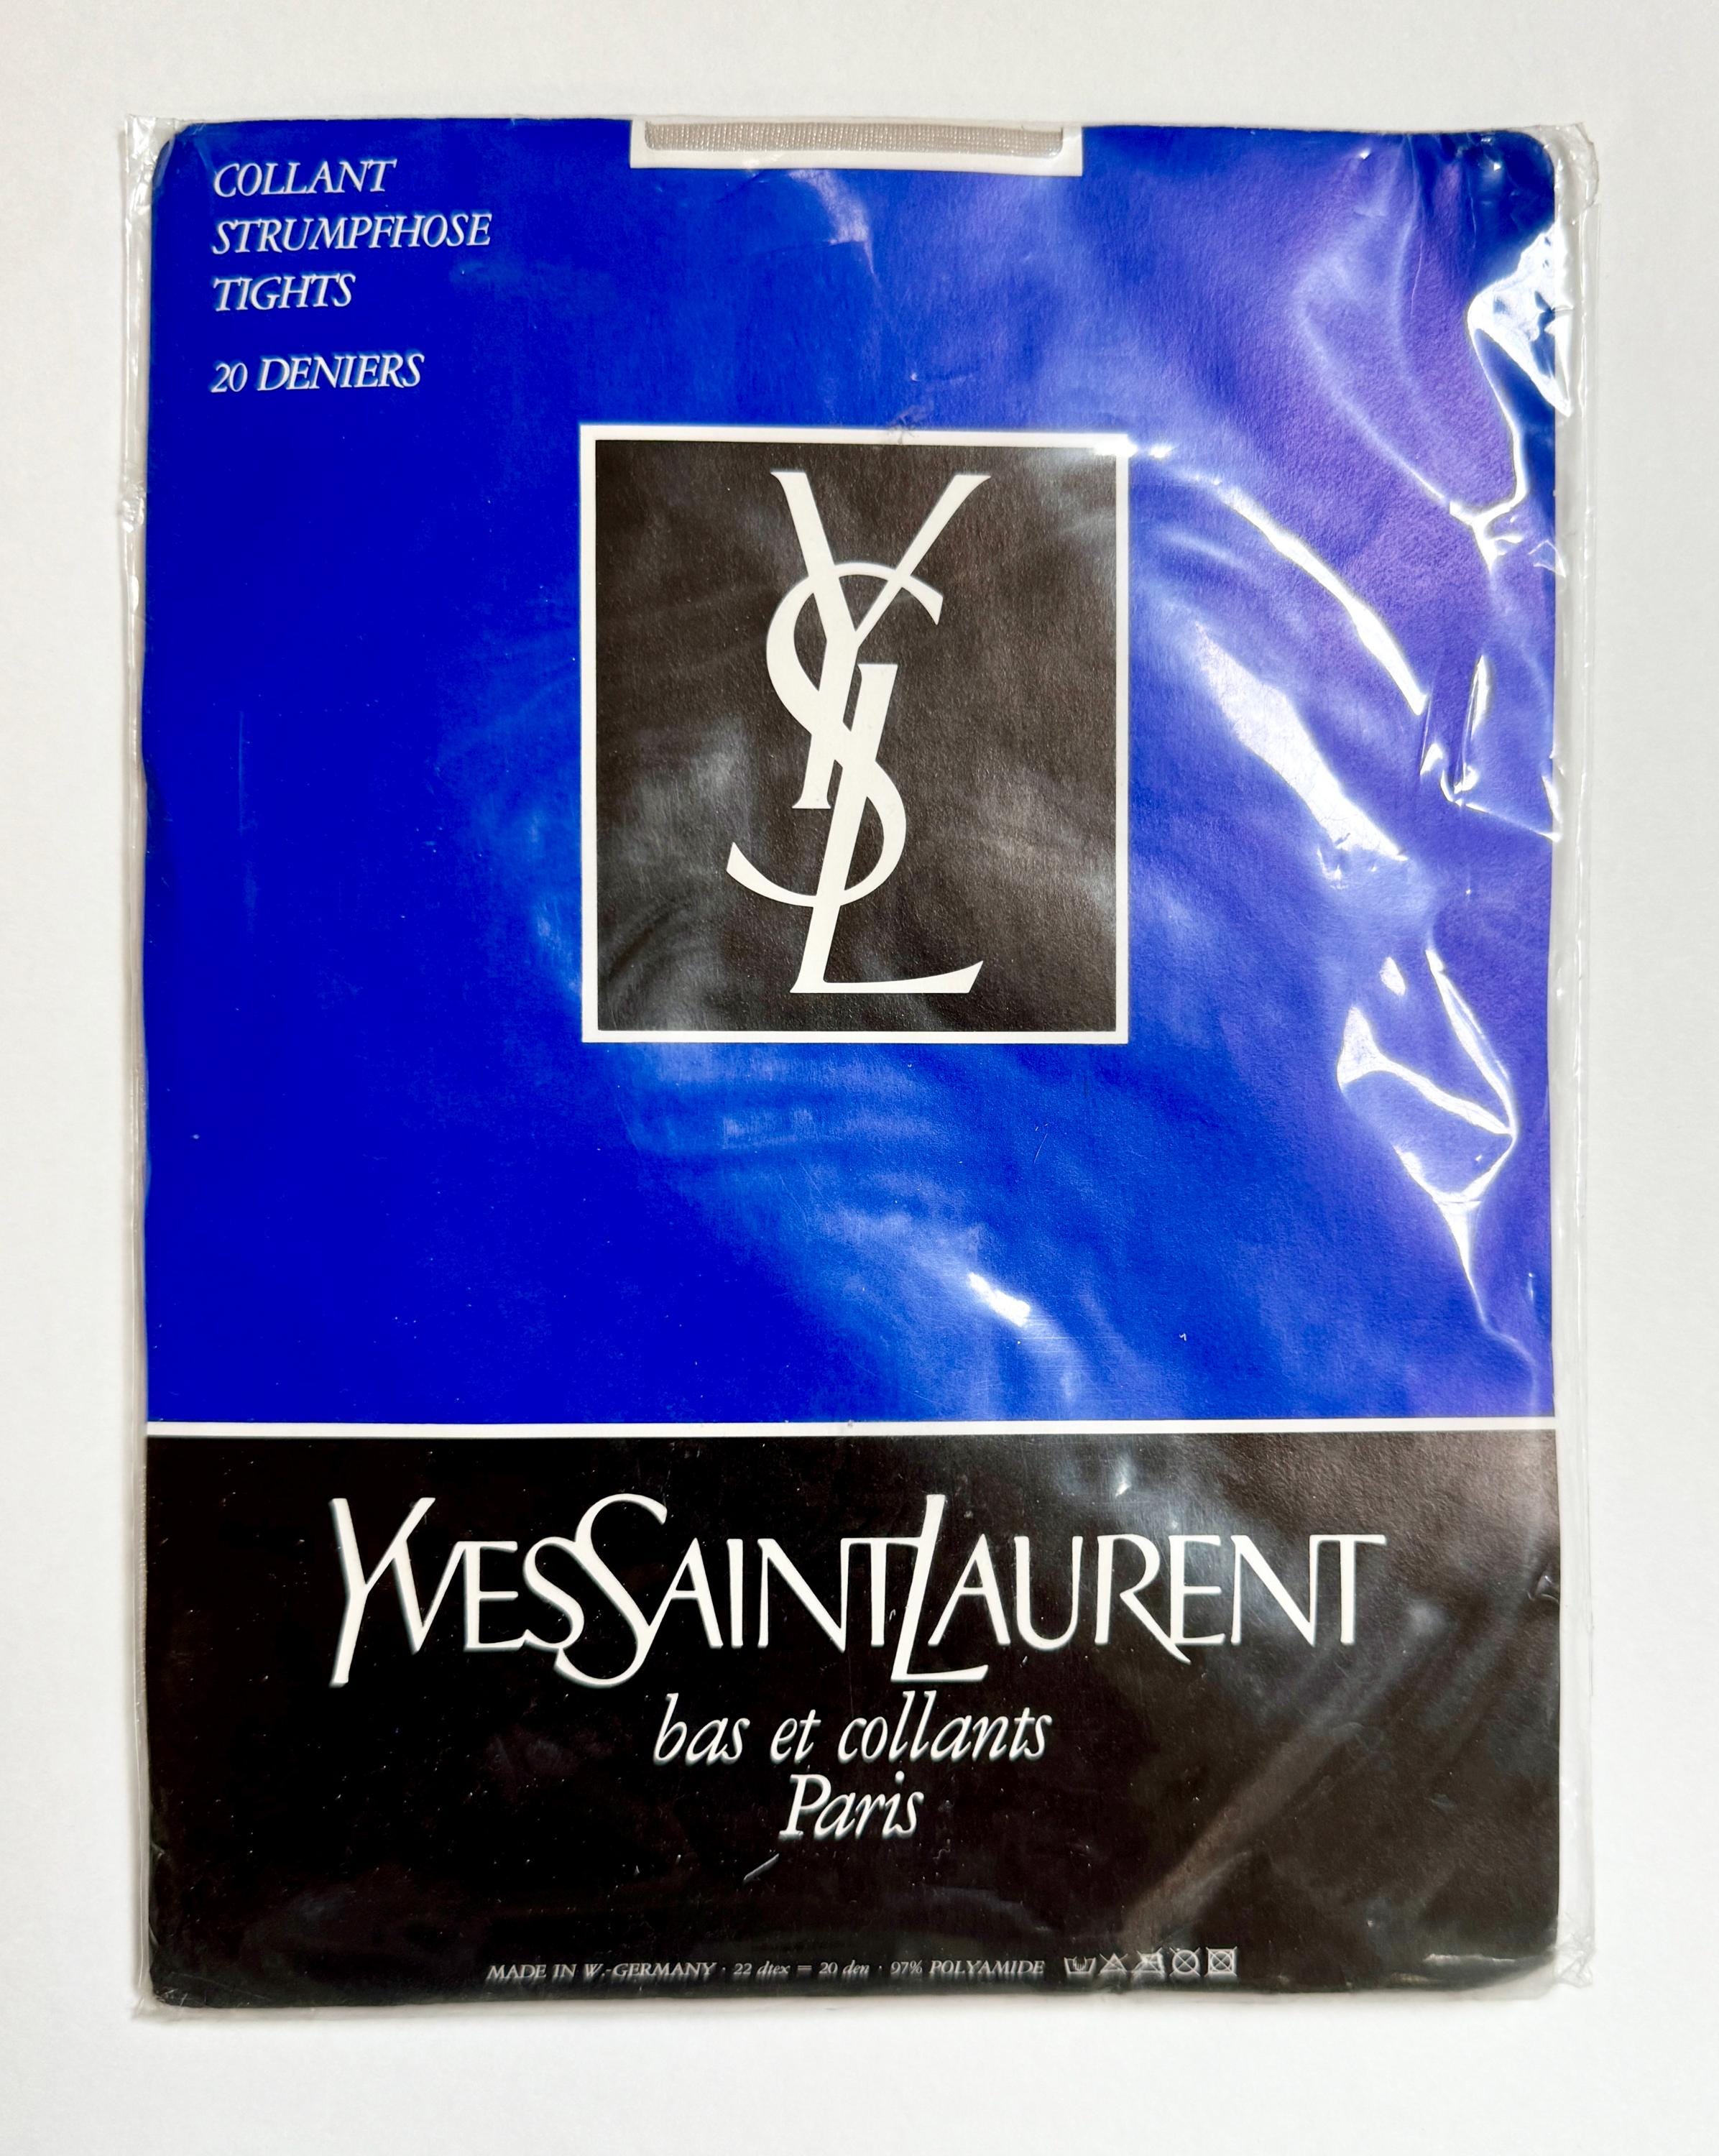 COLLANT
STRUMPFHOSE
TIGHTS
20 DENIERS
YSL
YVESSAINTLAURENT
bas et collants
Paris
MADE IN W.-GERMANY · 22 dtex = 20 den · 97% POLYAMIDE